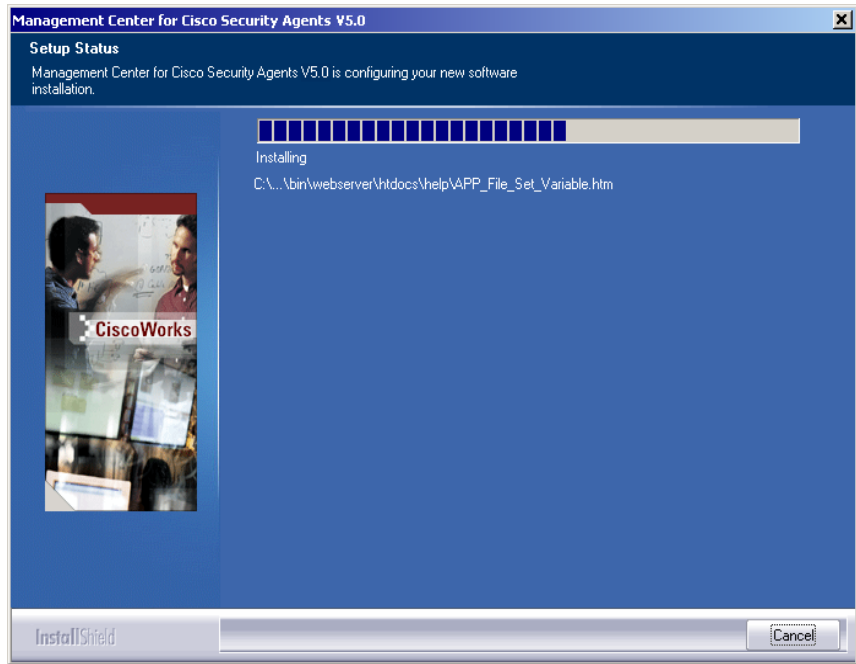 Management Center for Cisco Security Agents V5.0
Setup Status
Management Center for Cisco Security Agents V5.0 is configuring your new software
installation.
Installing
C:\...\bin\webserver\htdocs\help\APP_File_Set_Variable.htm
CiscoWorks
InstallShield
Cancel